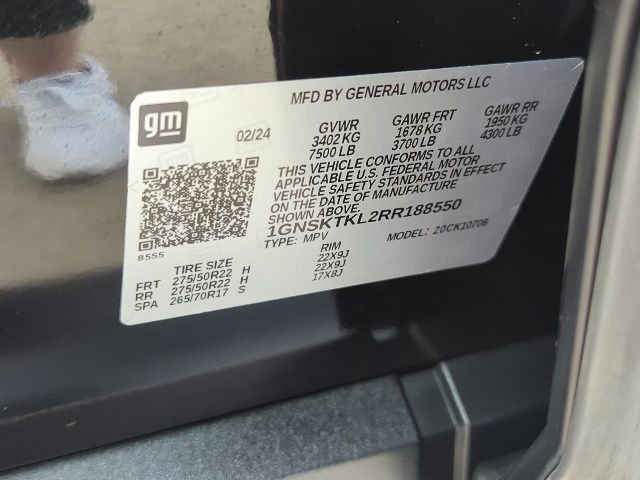 MFD BY GENERAL MOTORS LLC
gm
02/24
GVWR GAWR FRT GAWR RR
3402 KG 1678 KG 1950 KG
7500 LB 3700 LB 4300 LB
THIS VEHICLE CONFORMS TO ALL
APPLICABLE U.S. FEDERAL MOTOR
VEHICLE SAFETY STANDARDS IN EFFECT
ON THE DATE OF MANUFACTURE
SHOWN ABOVE.
1GNSKTKL2RR188550
TYPE: MPV MODEL: 20CK10706
8555
TIRE SIZE RIM
FRT 275/50R22 H 22X9J
RR 275/50R22 H 22X9J
SPA 265/70R17 S 17X8J